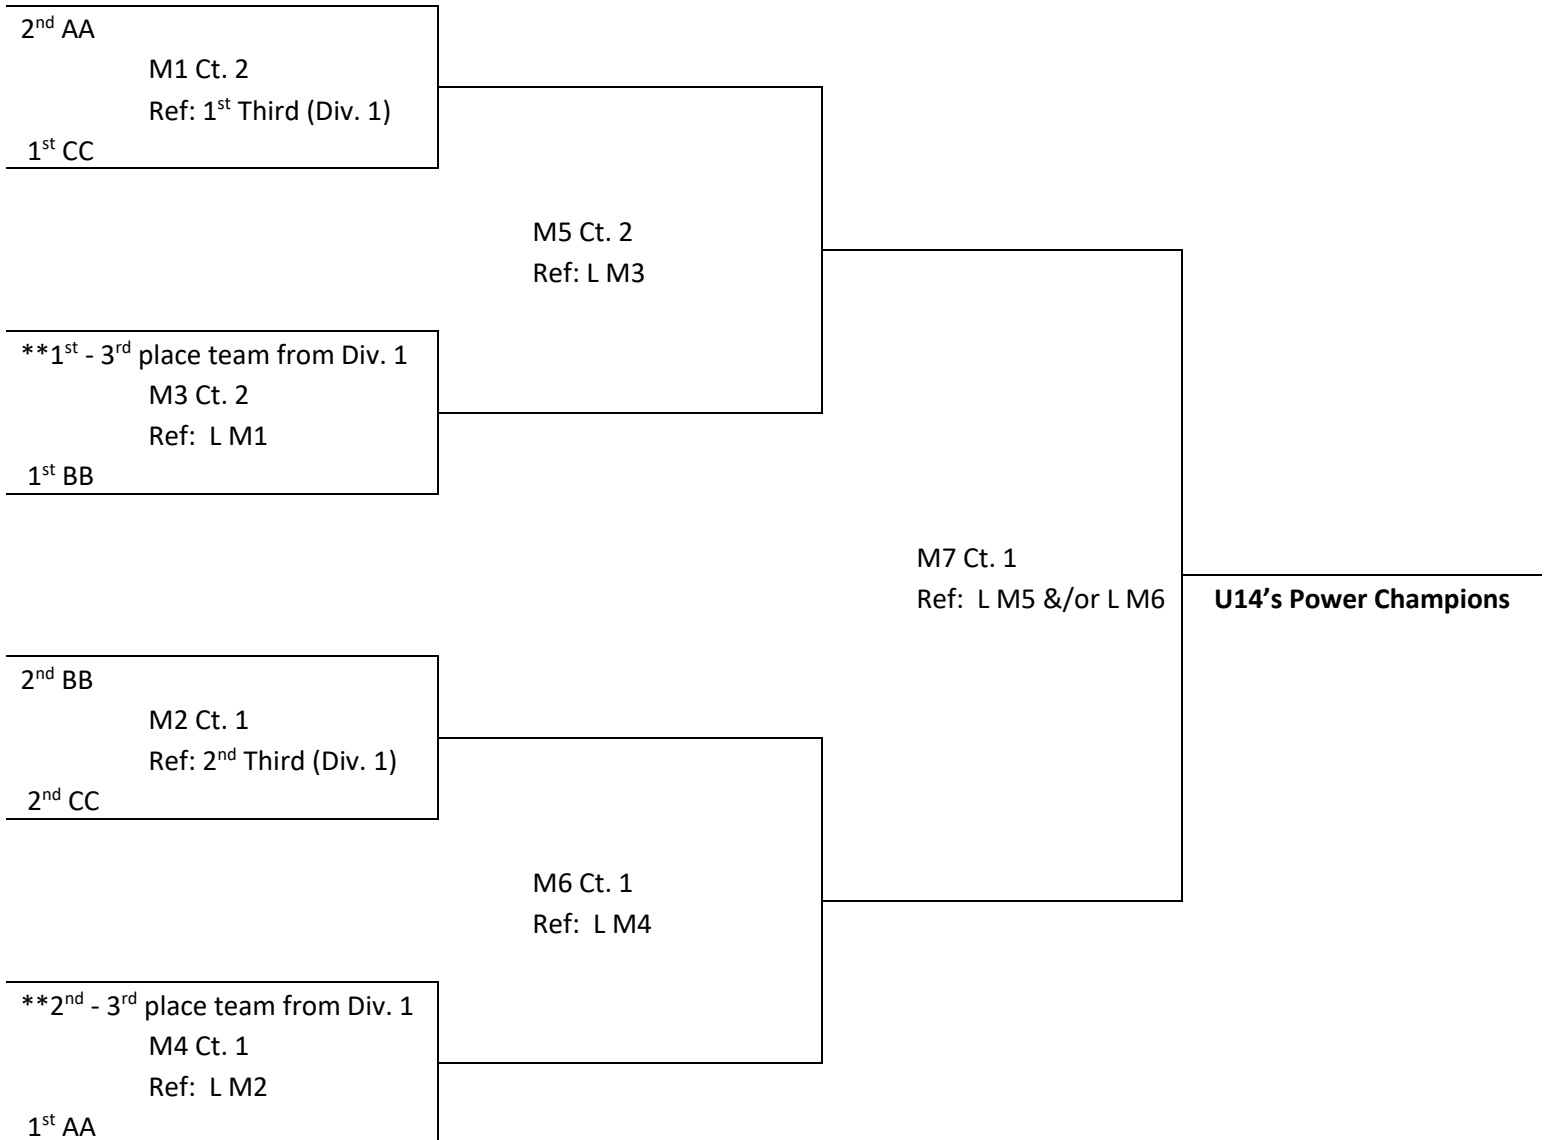 2nd AA
M1 Ct. 2
Ref: 1st Third (Div. 1)
1st CC
M5 Ct. 2
Ref: L M3
**1st - 3rd place team from Div. 1
M3 Ct. 2
Ref: L M1
1st BB
M7 Ct. 1
Ref: L M5 &/or L M6
U14’s Power Champions
2nd BB
M2 Ct. 1
Ref: 2nd Third (Div. 1)
2nd CC
M6 Ct. 1
Ref: L M4
**2nd - 3rd place team from Div. 1
M4 Ct. 1
Ref: L M2
1st AA